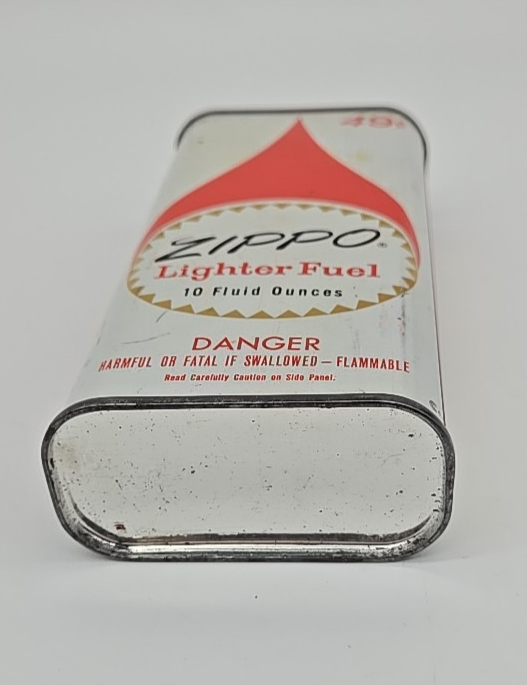 49¢
ZIPPO®
Lighter Fuel
10 Fluid Ounces
DANGER
HARMFUL OR FATAL IF SWALLOWED — FLAMMABLE
Read Carefully Caution on Side Panel.